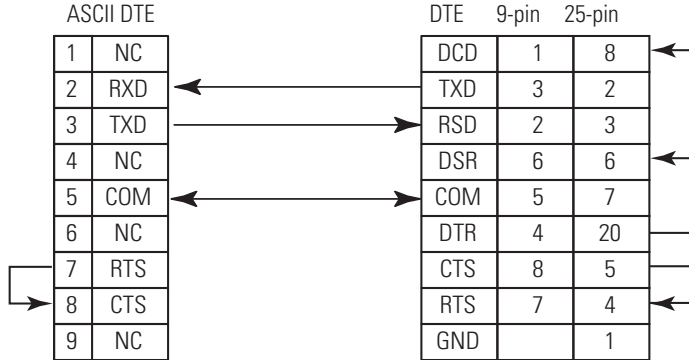 ASCII DTE DTE 9-pin 25-pin
1 NC DCD 1 8
2 RXD TXD 3 2
3 TXD RSD 2 3
4 NC DSR 6 6
5 COM COM 5 7
6 NC DTR 4 20
7 RTS CTS 8 5
8 CTS RTS 7 4
9 NC GND 1